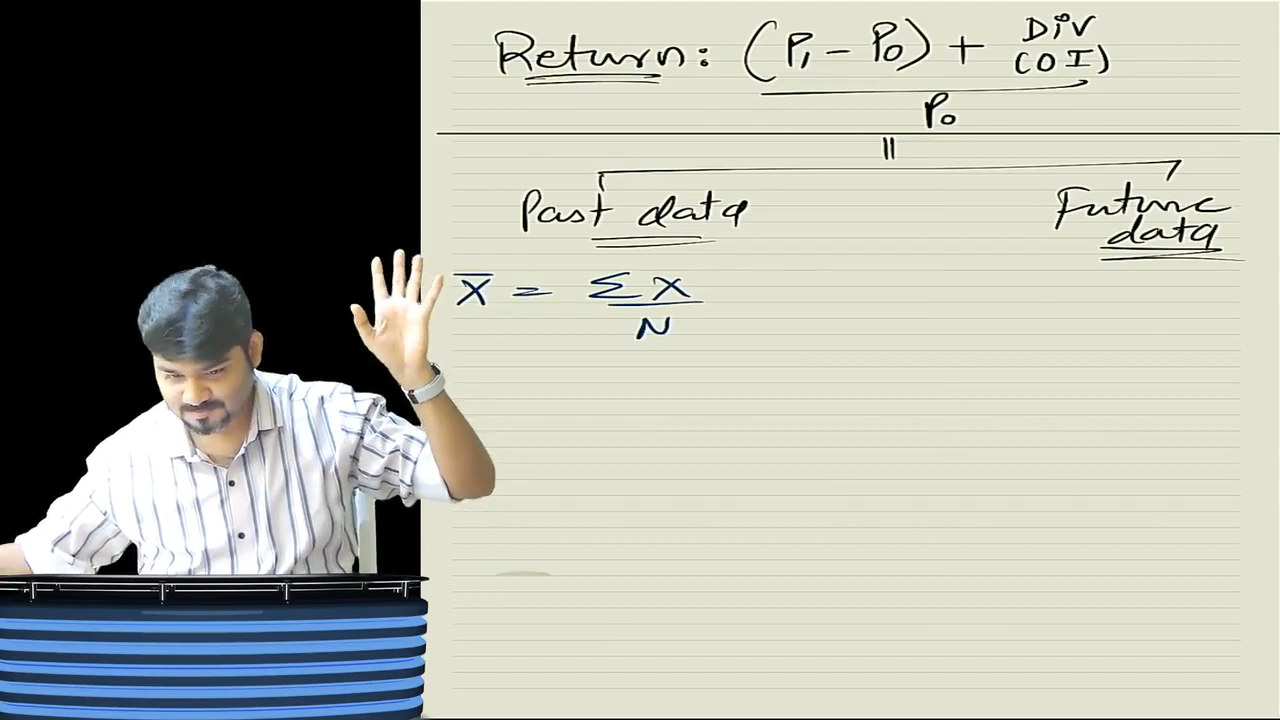 Return: (P₁ - P₀) + Div (OI)
P₀
||
Past data
Future data
X̄ = ΣX
N